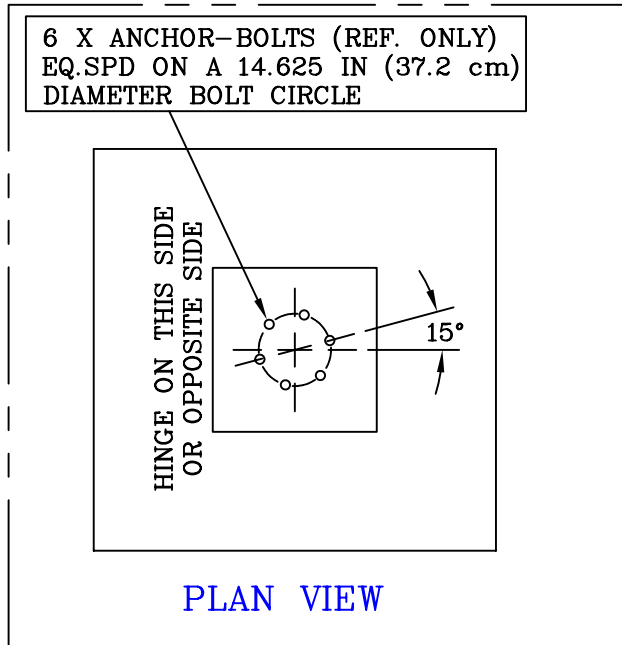 6 X ANCHOR-BOLTS (REF. ONLY)
EQ.SPD ON A 14.625 IN (37.2 cm)
DIAMETER BOLT CIRCLE
HINGE ON THIS SIDE
OR OPPOSITE SIDE
15°
PLAN VIEW